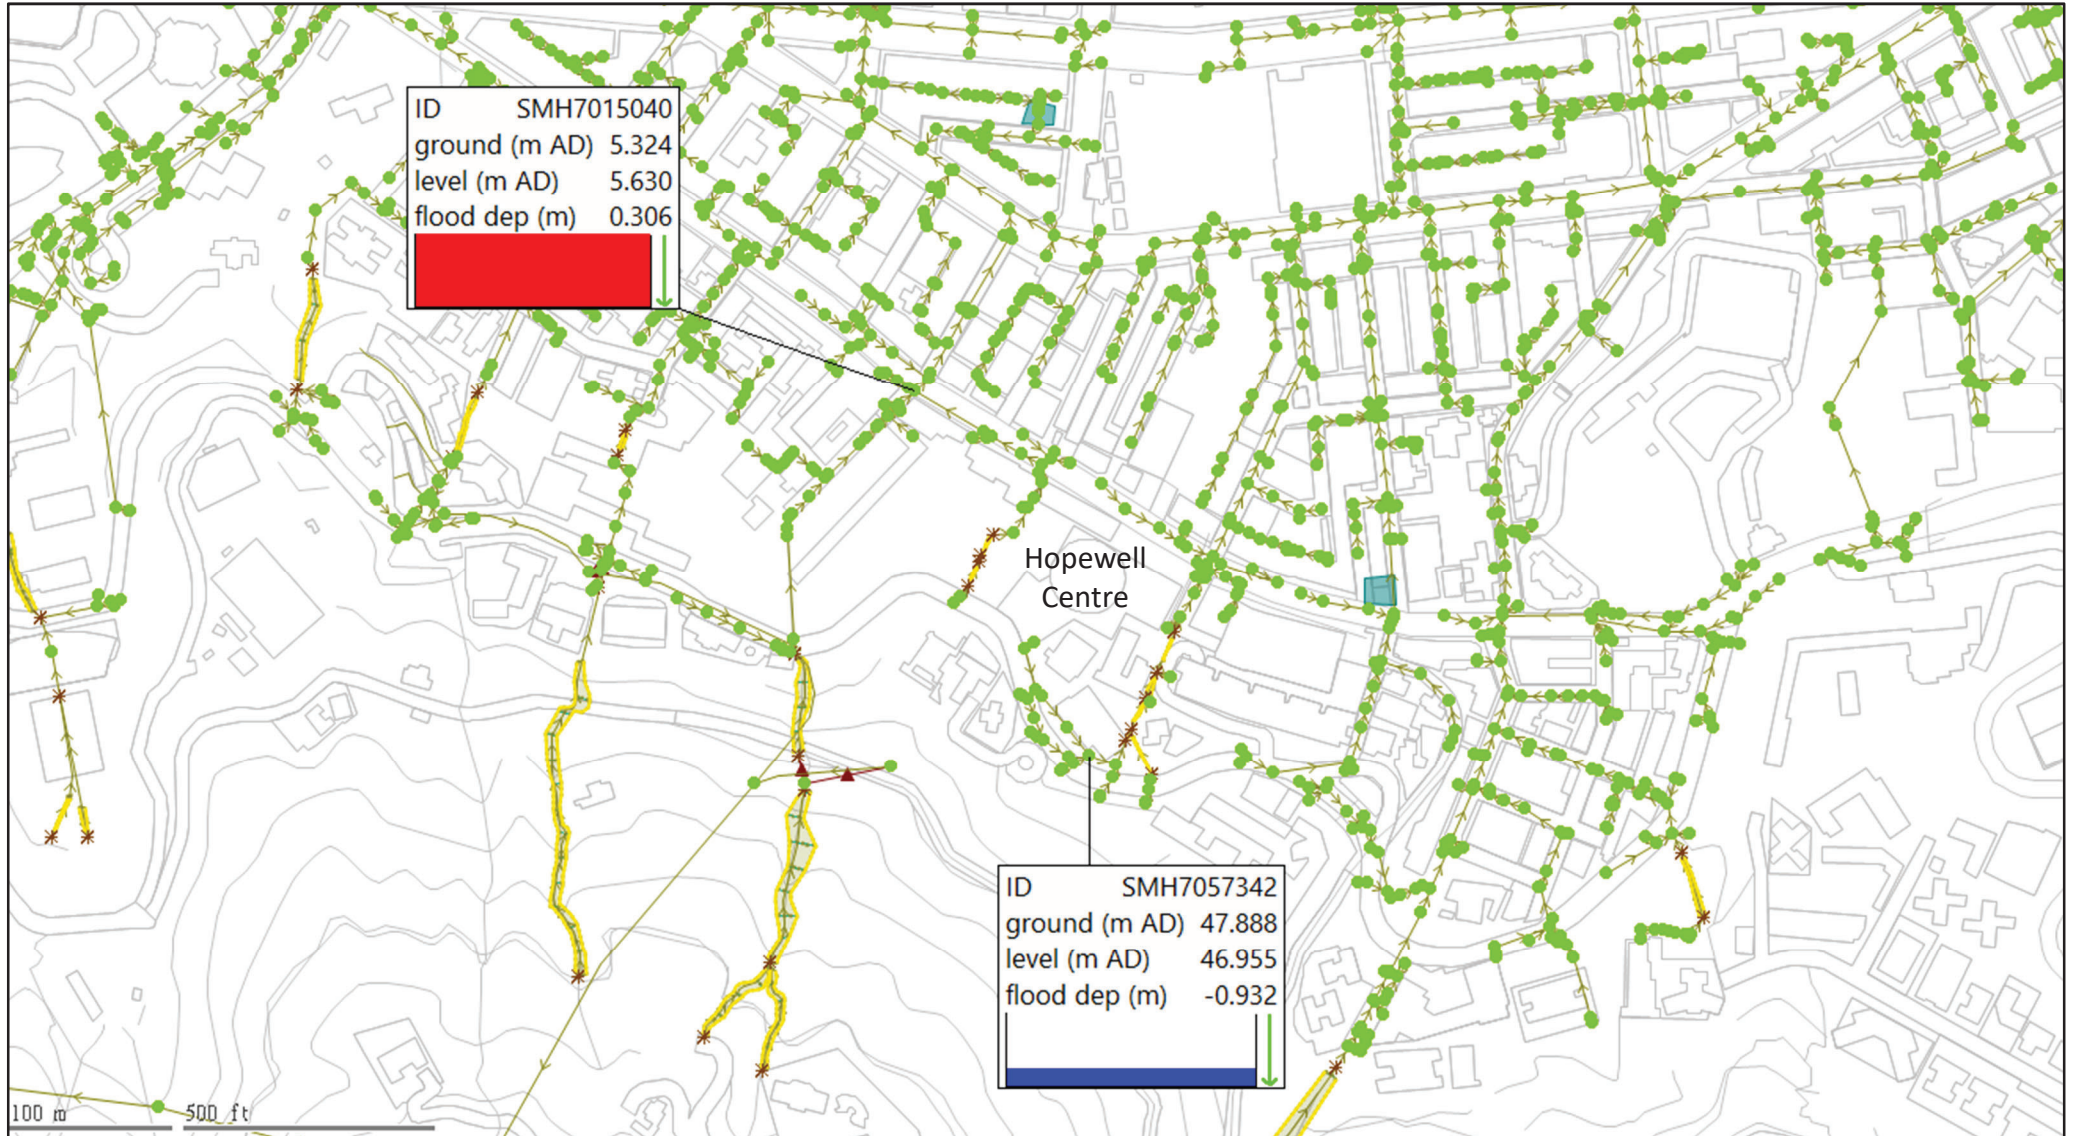 ID SMH7015040
ground (m AD) 5.324
level (m AD) 5.630
flood dep (m) 0.306
Hopewell
Centre
ID SMH7057342
ground (m AD) 47.888
level (m AD) 46.955
flood dep (m) -0.932
100 m 500 ft